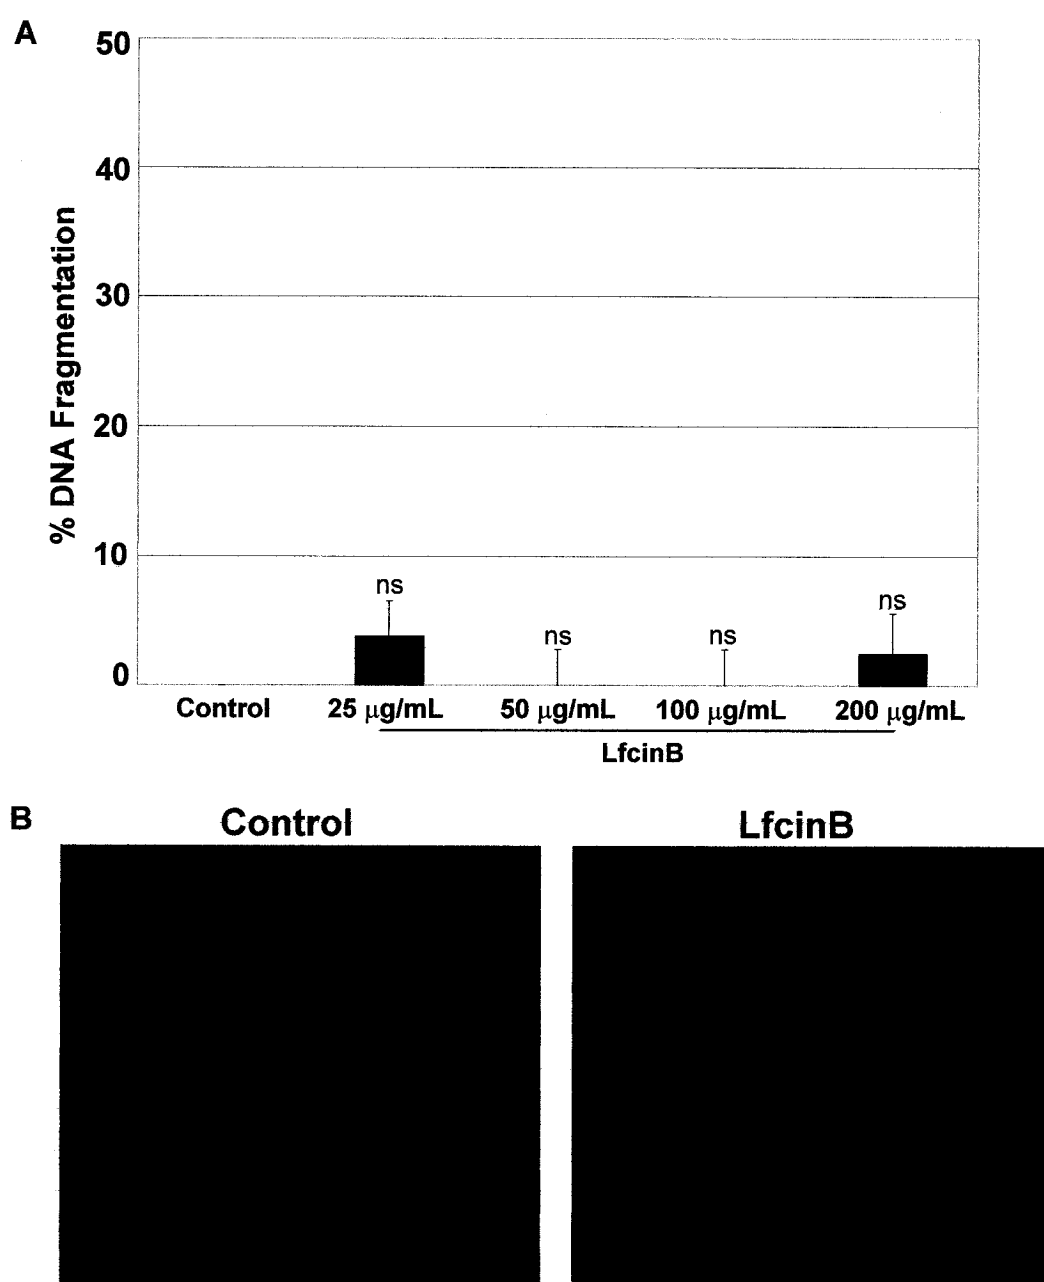 A
50
40
30
20
10
0
% DNA Fragmentation
ns
ns
ns
ns
Control 25 μg/mL 50 μg/mL 100 μg/mL 200 μg/mL
LfcinB
B
Control LfcinB